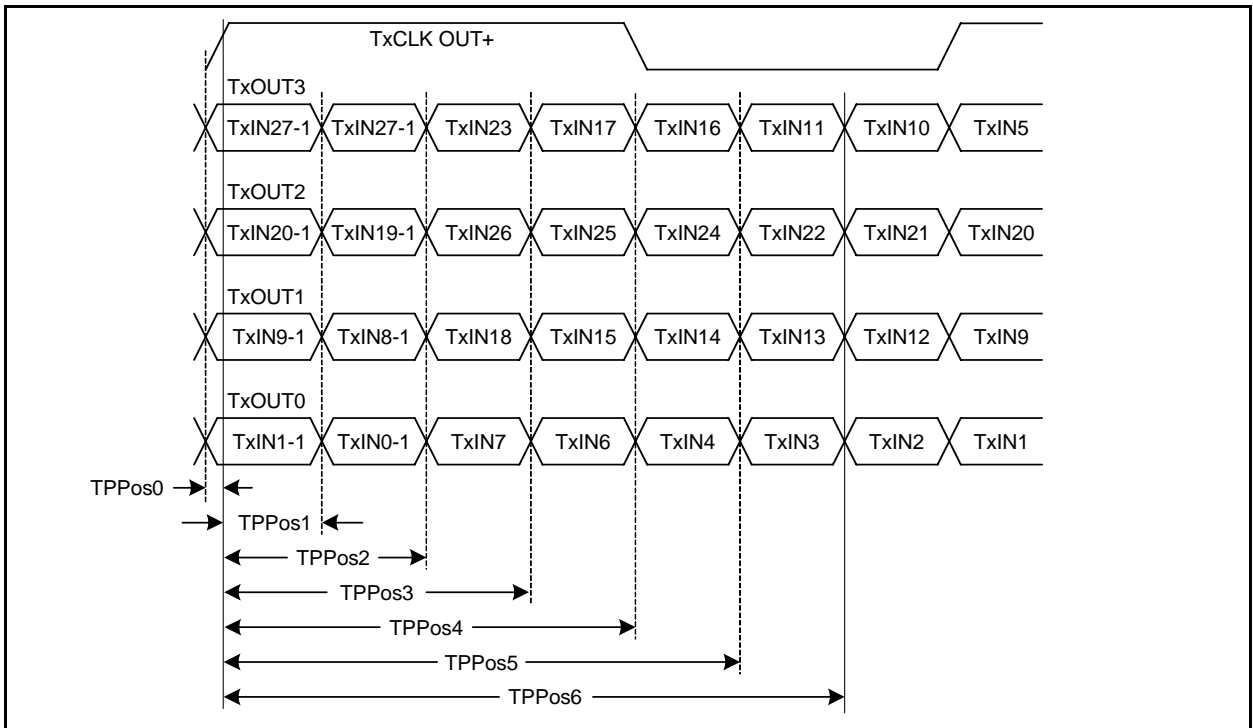 TxCLK OUT+
TxOUT3
TxIN27-1 TxIN27-1 TxIN23 TxIN17 TxIN16 TxIN11 TxIN10 TxIN5
TxOUT2
TxIN20-1 TxIN19-1 TxIN26 TxIN25 TxIN24 TxIN22 TxIN21 TxIN20
TxOUT1
TxIN9-1 TxIN8-1 TxIN18 TxIN15 TxIN14 TxIN13 TxIN12 TxIN9
TxOUT0
TxIN1-1 TxIN0-1 TxIN7 TxIN6 TxIN4 TxIN3 TxIN2 TxIN1
TPPos0
TPPos1
TPPos2
TPPos3
TPPos4
TPPos5
TPPos6